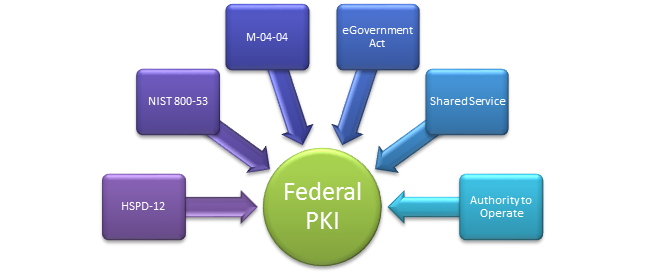 M-04-04
eGovernment
Act
NIST 800-53
Shared Service
HSPD-12
Federal
PKI
Authority to
Operate